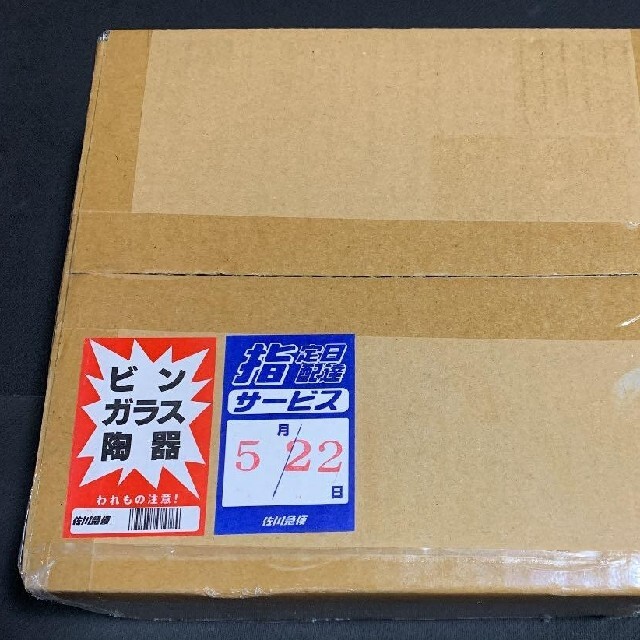 ビン
ガラス
陶器
われもの注意!
佐川急便
指定日
配達
サービス
月
5/22
日
佐川急便